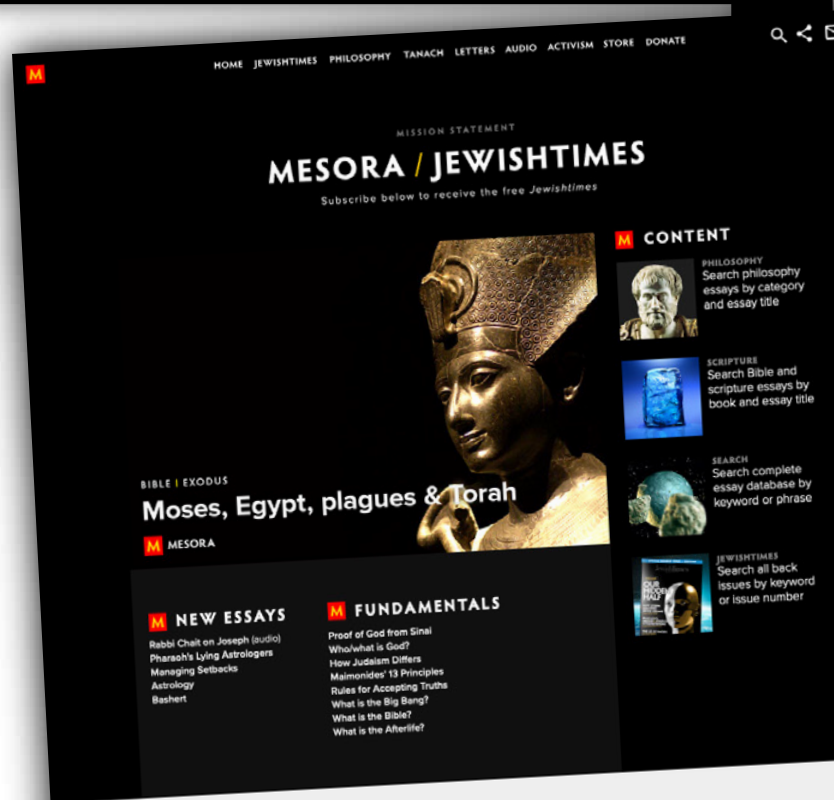 M
HOME JEWISHTIMES PHILOSOPHY TANACH LETTERS AUDIO ACTIVISM STORE DONATE
MISSION STATEMENT
MESORA / JEWISHTIMES
Subscribe below to receive the free Jewishtimes
BIBLE | EXODUS
Moses, Egypt, plagues & Torah
M MESORA
M NEW ESSAYS
Rabbi Chait on Joseph (audio)
Pharaoh's Lying Astrologers
Managing Setbacks
Astrology
Bashert
M FUNDAMENTALS
Proof of God from Sinai
Who/what is God?
How Judaism Differs
Maimonides' 13 Principles
Rules for Accepting Truths
What is the Big Bang?
What is the Bible?
What is the Afterlife?
M CONTENT
PHILOSOPHY
Search philosophy
essays by category
and essay title
SCRIPTURE
Search Bible and
scripture essays by
book and essay title
SEARCH
Search complete
essay database by
keyword or phrase
OUR
HALF
JEWISHTIMES
Search all back
issues by keyword
or issue number